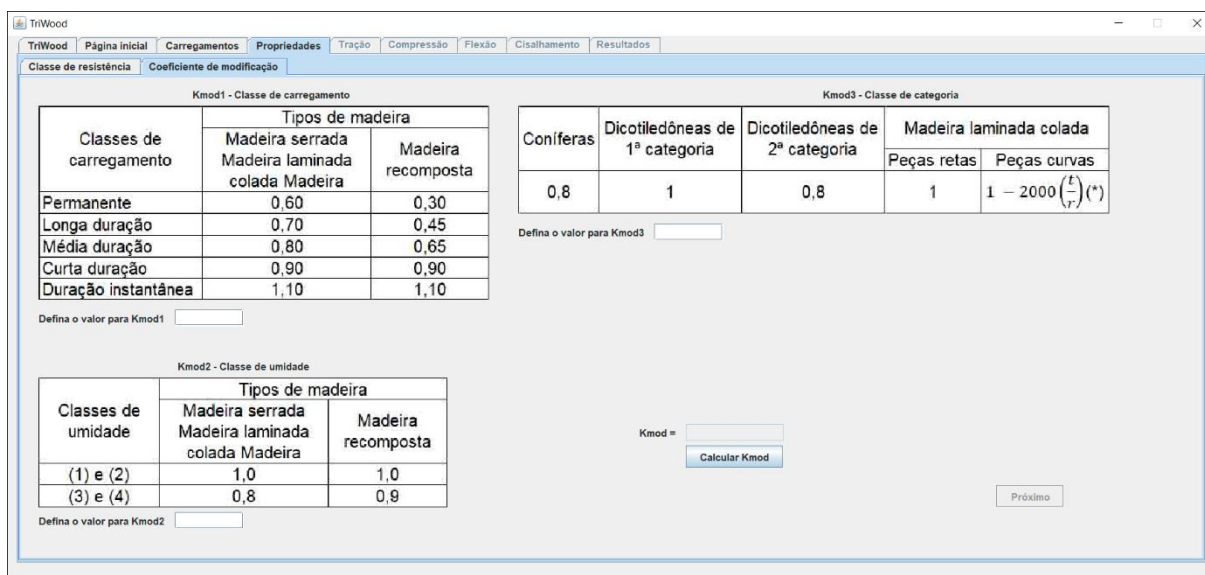 TriWood
TriWood Página inicial Carregamentos Propriedades Tração Compressão Flexão Cisalhamento Resultados
Classe de resistência Coeficiente de modificação
Kmod1 - Classe de carregamento
Classes de carregamento
Tipos de madeira
Madeira serrada
Madeira laminada
colada Madeira
Madeira
recomposta
Permanente 0,60 0,30
Longa duração 0,70 0,45
Média duração 0,80 0,65
Curta duração 0,90 0,90
Duração instantânea 1,10 1,10
Defina o valor para Kmod1
Kmod2 - Classe de umidade
Classes de
umidade
Tipos de madeira
Madeira serrada
Madeira laminada
colada Madeira
Madeira
recomposta
(1) e (2) 1,0 1,0
(3) e (4) 0,8 0,9
Defina o valor para Kmod2
Kmod3 - Classe de categoria
Coníferas
Dicotiledôneas de
1ª categoria
Dicotiledôneas de
2ª categoria
Madeira laminada colada
Peças retas Peças curvas
0,8 1 0,8 1 1 − 2000(t/r)(*)
Defina o valor para Kmod3
Kmod =
Calcular Kmod
Próximo